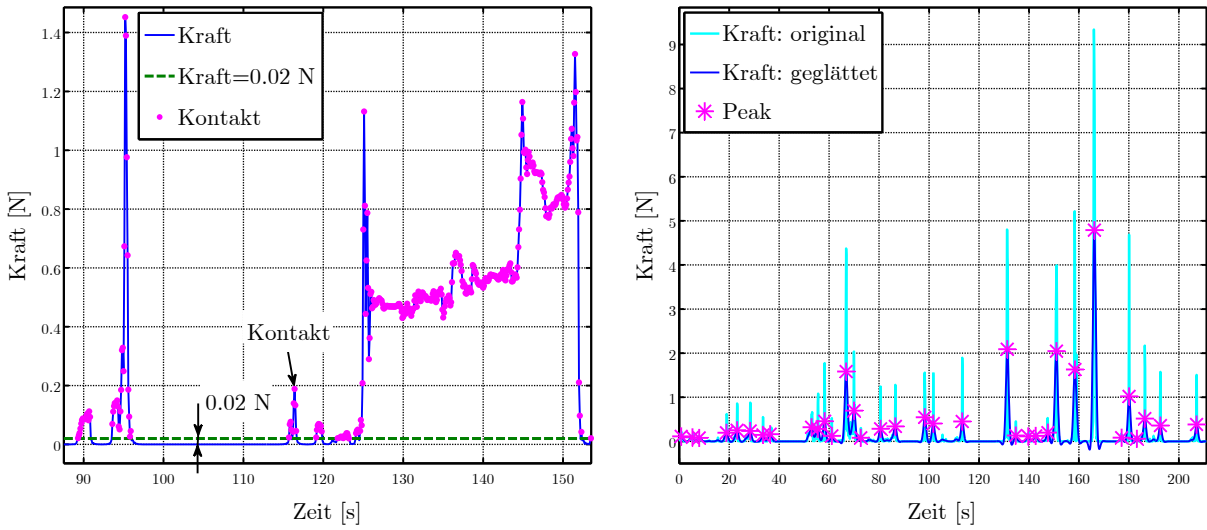 Kraft
Kraft=0.02 N
Kontakt
1.4
1.2
1
0.8
0.6
0.4
0.2
0
Kraft [N]
Kontakt
0.02 N
90 100 110 120 130 140 150
Zeit [s]
Kraft: original
Kraft: geglättet
Peak
9
8
7
6
5
4
3
2
1
0
Kraft [N]
0 20 40 60 80 100 120 140 160 180 200
Zeit [s]